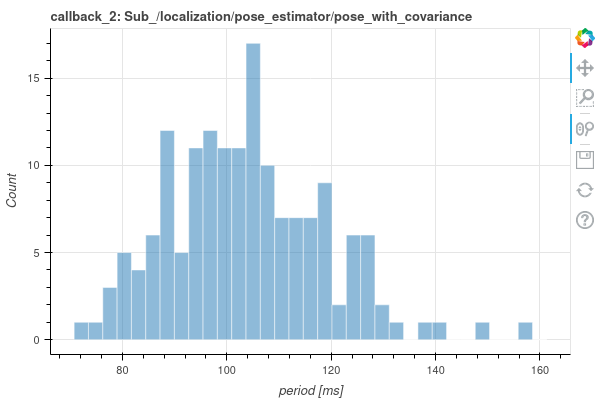 callback_2: Sub_/localization/pose_estimator/pose_with_covariance
15
10
5
0
Count
80 100 120 140 160
period [ms]